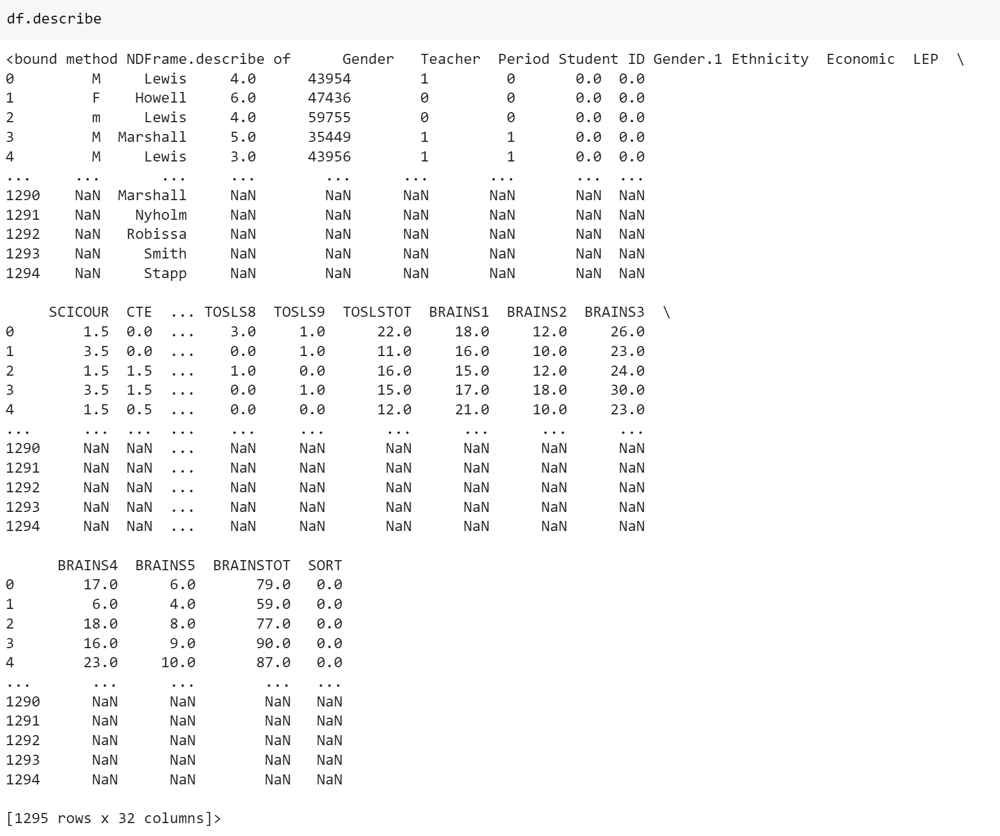 df.describe
<bound method NDFrame.describe of      Gender   Teacher  Period Student ID Gender.1 Ethnicity  Economic  LEP  \
0         M     Lewis     4.0      43954        1         0       0.0  0.0
1         F    Howell     6.0      47436        0         0       0.0  0.0
2         m     Lewis     4.0      59755        0         0       0.0  0.0
3         M  Marshall     5.0      35449        1         1       0.0  0.0
4         M     Lewis     3.0      43956        1         1       0.0  0.0
...     ...       ...     ...        ...      ...       ...       ...  ...
1290    NaN  Marshall     NaN        NaN      NaN       NaN       NaN  NaN
1291    NaN    Nyholm     NaN        NaN      NaN       NaN       NaN  NaN
1292    NaN   Robissa     NaN        NaN      NaN       NaN       NaN  NaN
1293    NaN     Smith     NaN        NaN      NaN       NaN       NaN  NaN
1294    NaN     Stapp     NaN        NaN      NaN       NaN       NaN  NaN
     SCICOUR  CTE  ... TOSLS8  TOSLS9  TOSLSTOT  BRAINS1  BRAINS2  BRAINS3  \
0        1.5  0.0  ...    3.0     1.0      22.0     18.0     12.0     26.0
1        3.5  0.0  ...    0.0     1.0      11.0     16.0     10.0     23.0
2        1.5  1.5  ...    1.0     0.0      16.0     15.0     12.0     24.0
3        3.5  1.5  ...    0.0     1.0      15.0     17.0     18.0     30.0
4        1.5  0.5  ...    0.0     0.0      12.0     21.0     10.0     23.0
...      ...  ...  ...    ...     ...       ...      ...      ...      ...
1290     NaN  NaN  ...    NaN     NaN       NaN      NaN      NaN      NaN
1291     NaN  NaN  ...    NaN     NaN       NaN      NaN      NaN      NaN
1292     NaN  NaN  ...    NaN     NaN       NaN      NaN      NaN      NaN
1293     NaN  NaN  ...    NaN     NaN       NaN      NaN      NaN      NaN
1294     NaN  NaN  ...    NaN     NaN       NaN      NaN      NaN      NaN
      BRAINS4  BRAINS5  BRAINSTOT  SORT
0        17.0      6.0       79.0   0.0
1         6.0      4.0       59.0   0.0
2        18.0      8.0       77.0   0.0
3        16.0      9.0       90.0   0.0
4        23.0     10.0       87.0   0.0
...       ...      ...        ...   ...
1290      NaN      NaN        NaN   NaN
1291      NaN      NaN        NaN   NaN
1292      NaN      NaN        NaN   NaN
1293      NaN      NaN        NaN   NaN
1294      NaN      NaN        NaN   NaN
[1295 rows x 32 columns]>